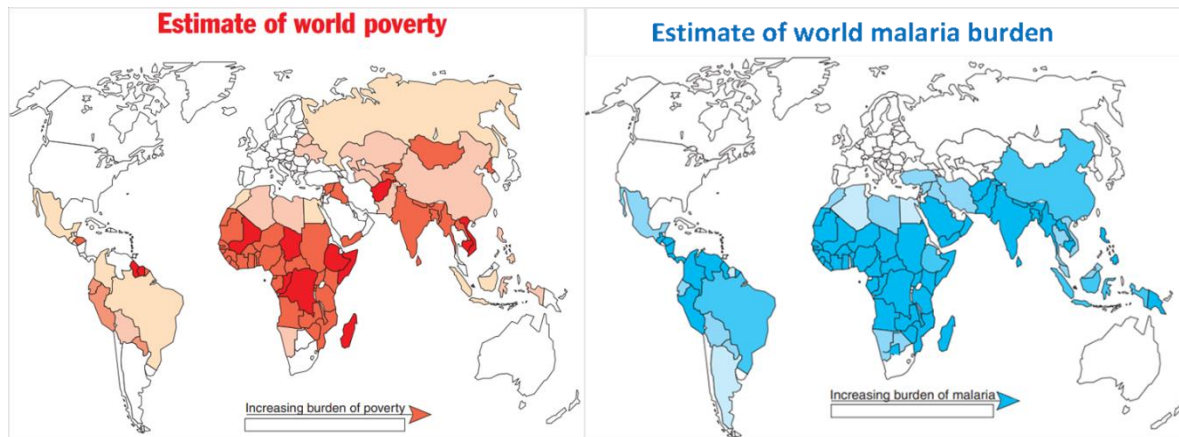 Estimate of world poverty
Estimate of world malaria burden
Increasing burden of poverty
Increasing burden of malaria